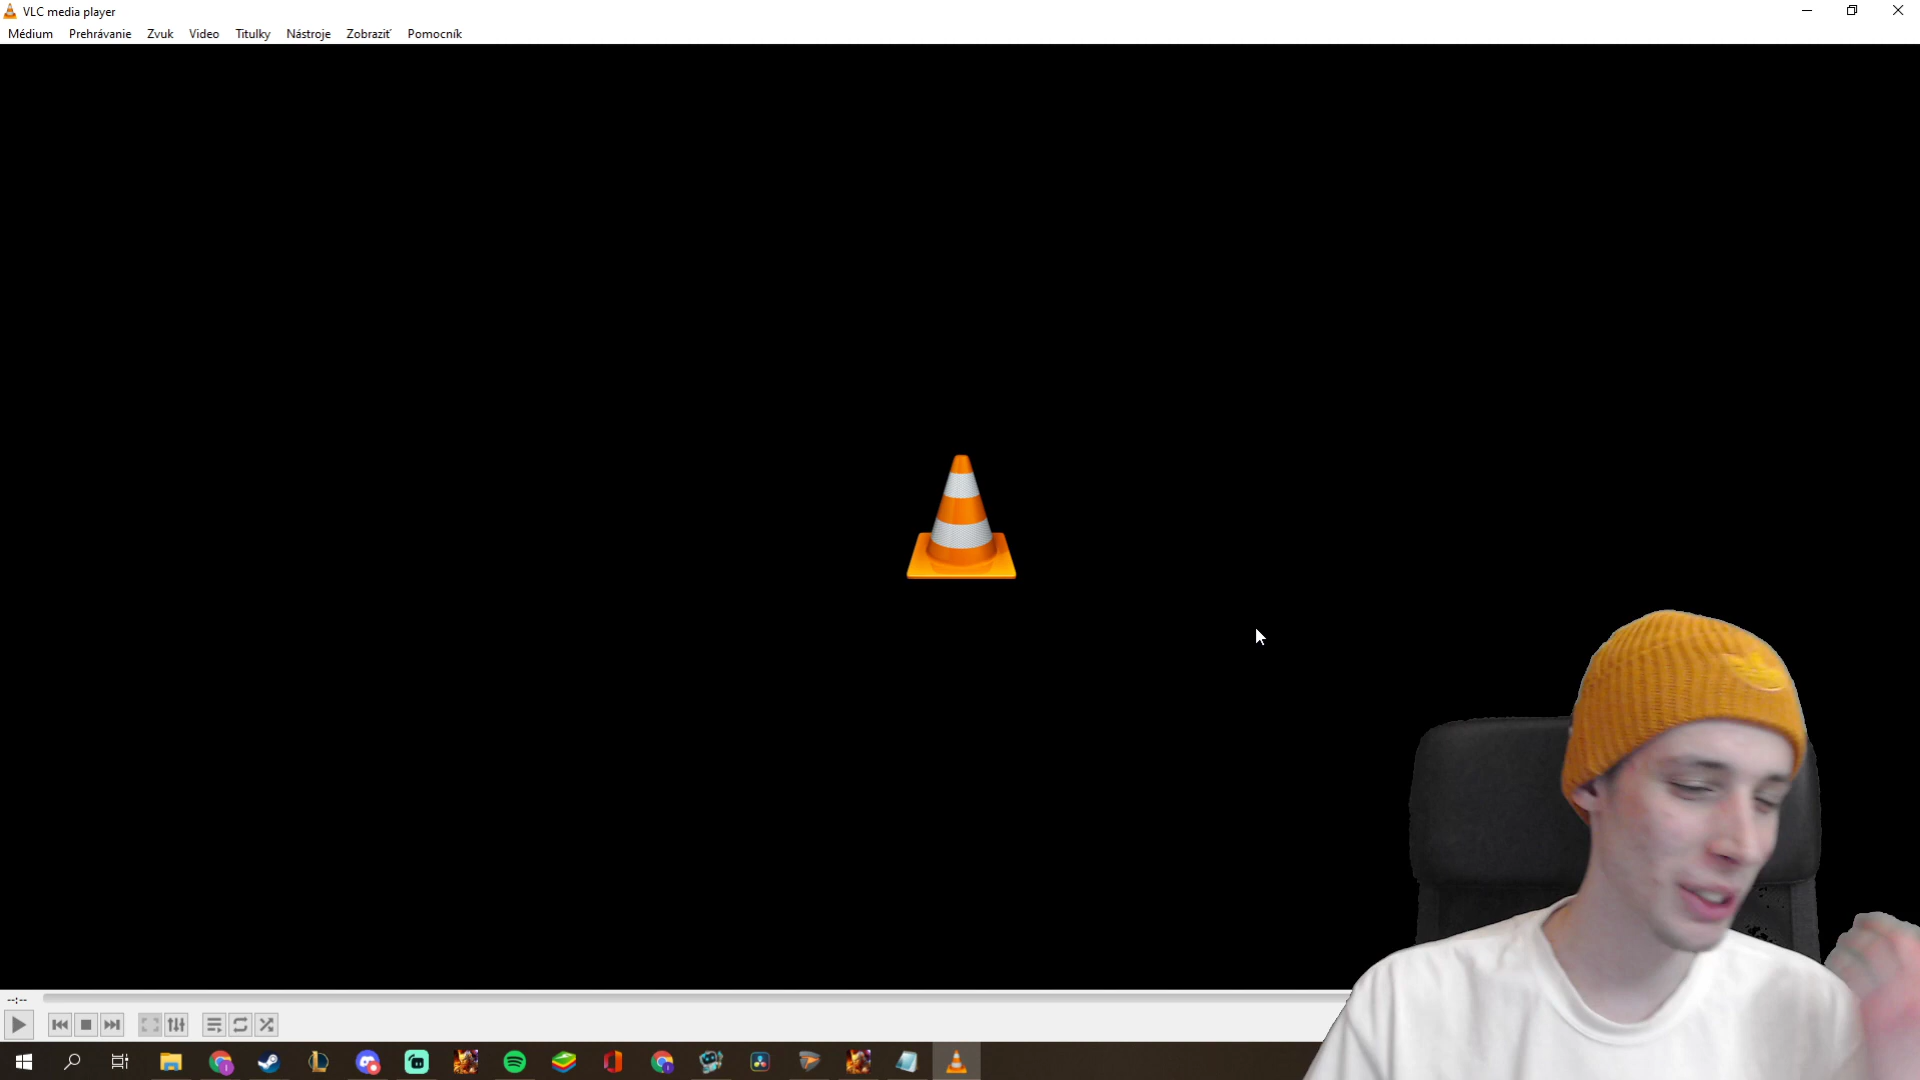 VLC media player
Médium Prehrávanie Zvuk Video Titulky Nástroje Zobraziť Pomocník
--:--